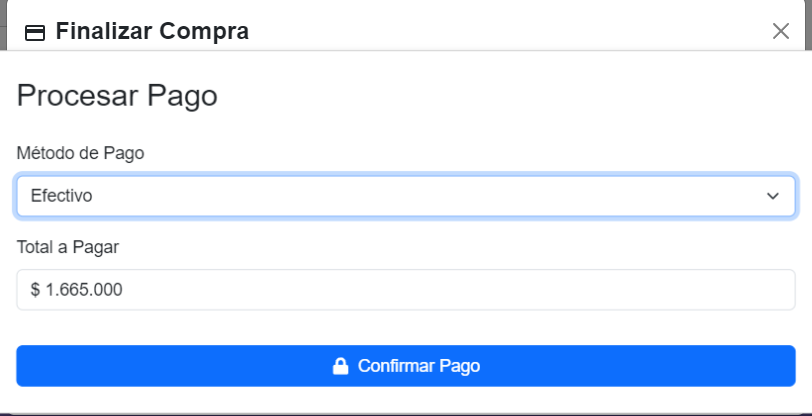 Finalizar Compra
Procesar Pago
Método de Pago
Efectivo
Total a Pagar
$ 1.665.000
Confirmar Pago